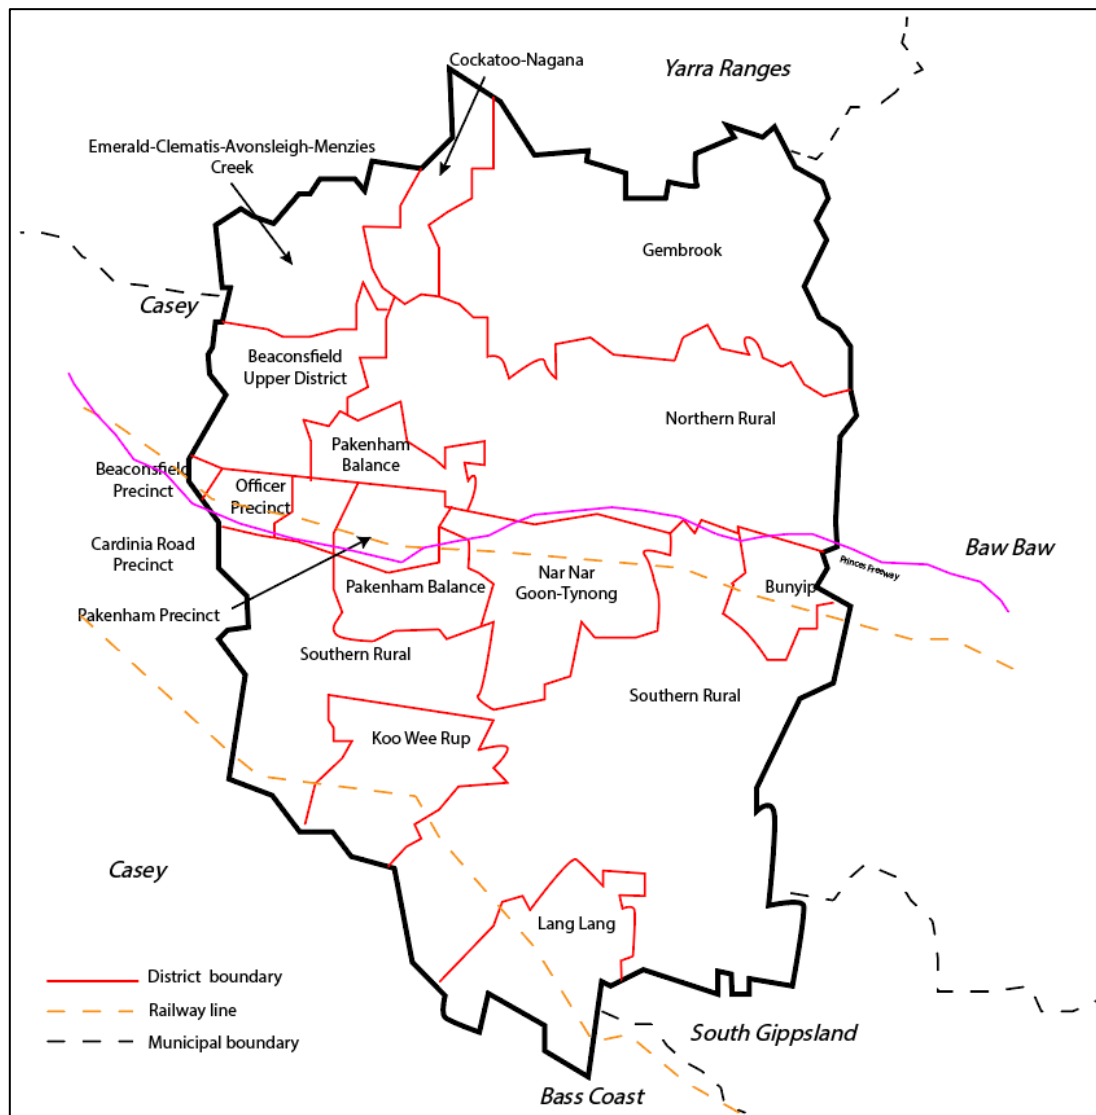 Cockatoo-Nagana
Yarra Ranges
Emerald-Clematis-Avonsleigh-Menzies
Creek
Gembrook
Casey
Beaconsfield
Upper District
Northern Rural
Pakenham
Balance
Beaconsfield
Precinct
Officer
Precinct
Cardinia Road
Precinct
Baw Baw
Princes Freeway
Nar Nar
Goon-Tynong
Bunyip
Pakenham Balance
Pakenham Precinct
Southern Rural
Southern Rural
Koo Wee Rup
Casey
Lang Lang
District boundary
Railway line
Municipal boundary
South Gippsland
Bass Coast